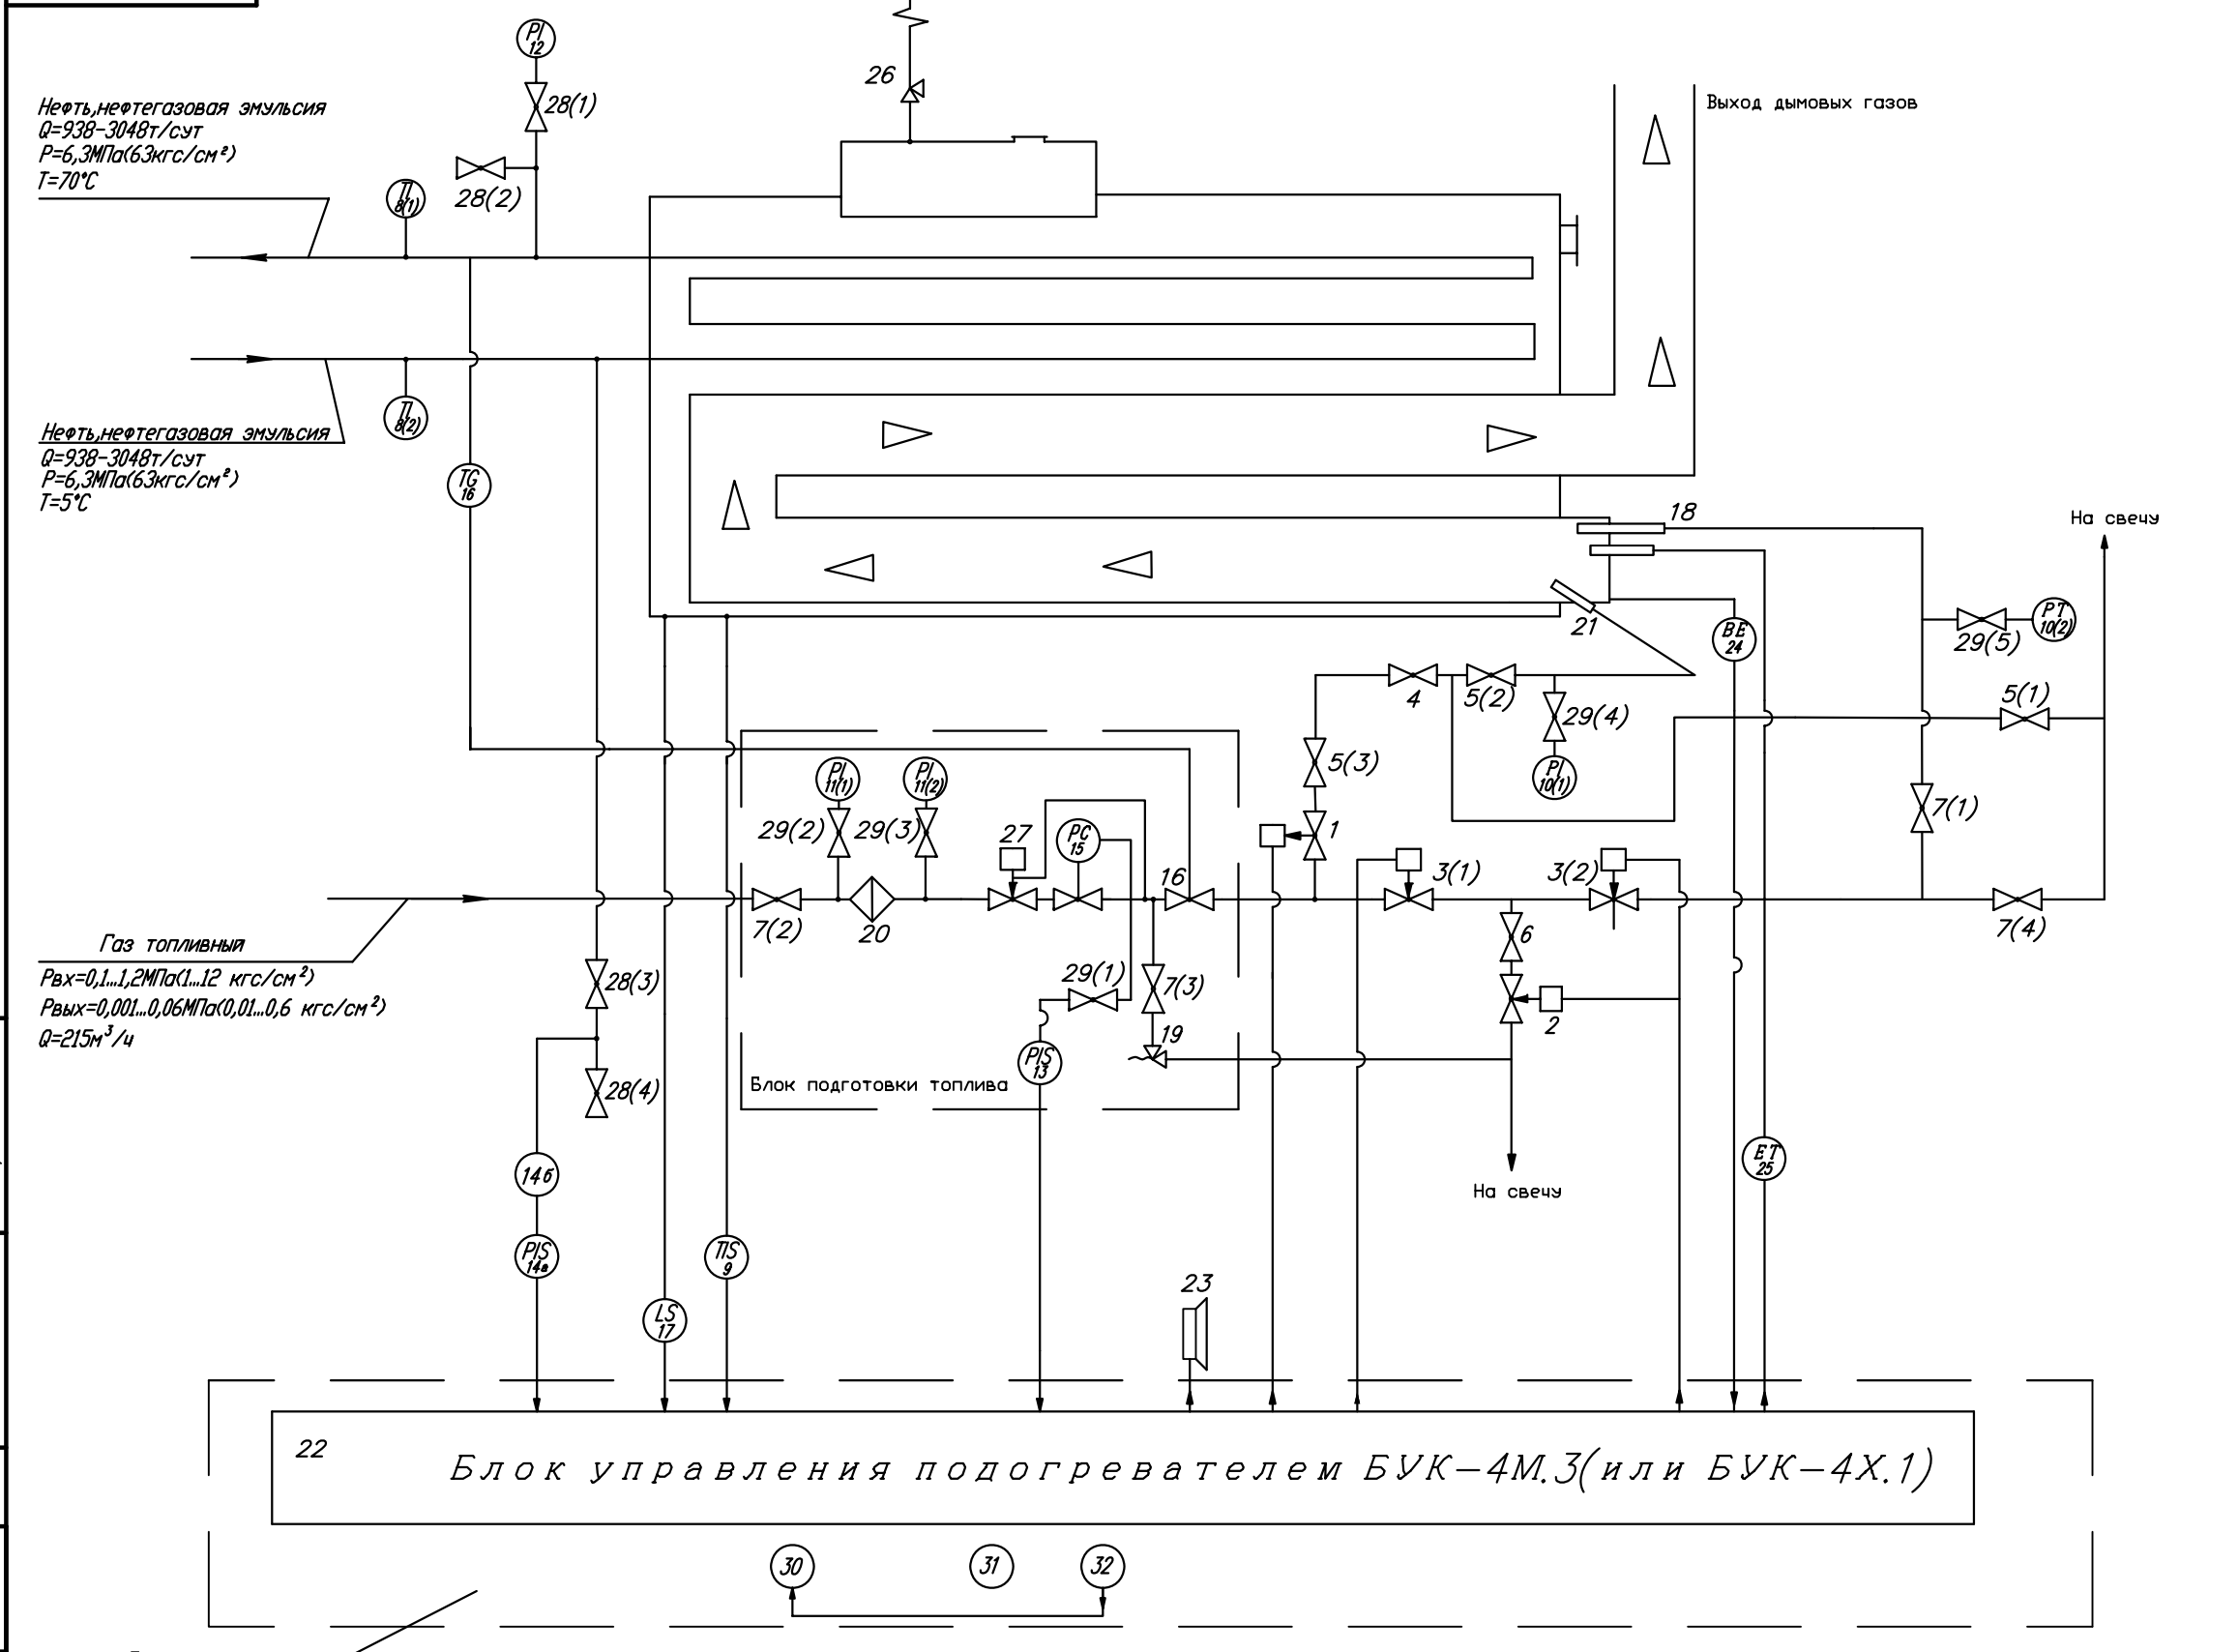 PI
12
28(1)
26
Выход дымовых газов
Нефть,нефтегазовая эмульсия
Q=938-3048т/сут
P=6,3МПа(63кгс/см²)
T=70°C
TI
8(1)
28(2)
TI
8(2)
Нефть,нефтегазовая эмульсия
Q=938-3048т/сут
P=6,3МПа(63кгс/см²)
T=5°C
TG
16
18
На свечу
21
BE
24
29(5)
PT
10(2)
4
5(2)
29(4)
5(1)
5(3)
PI
10(1)
PI
11(1)
PI
11(2)
29(2)
29(3)
27
PC
15
1
7(1)
16
3(1)
3(2)
7(2)
20
6
7(4)
Газ топливный
Pвх=0,1...1,2МПа(1...12 кгс/см²)
Pвых=0,001...0,06МПа(0,01...0,6 кгс/см²)
Q=215м³/ч
28(3)
29(1)
7(3)
2
19
PIS
13
28(4)
Блок подготовки топлива
14б
ET
25
На свечу
PIS
14а
TIS
9
LS
17
23
22
Блок управления подогревателем БУК-4М.3(или БУК-4Х.1)
30
31
32